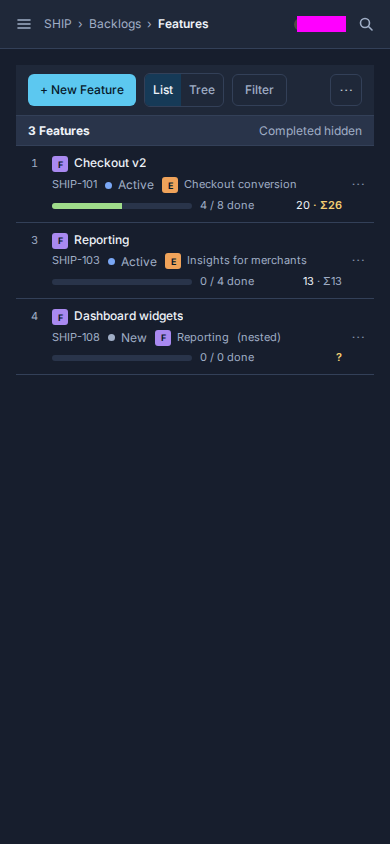 SHIP › Backlogs › Features
+ New Feature List Tree Filter ...
3 Features Completed hidden
1 F Checkout v2
SHIP-101 Active E Checkout conversion ...
4 / 8 done 20 · Σ26
3 F Reporting
SHIP-103 Active E Insights for merchants ...
0 / 4 done 13 · Σ13
4 F Dashboard widgets
SHIP-108 New F Reporting (nested) ...
0 / 0 done ?